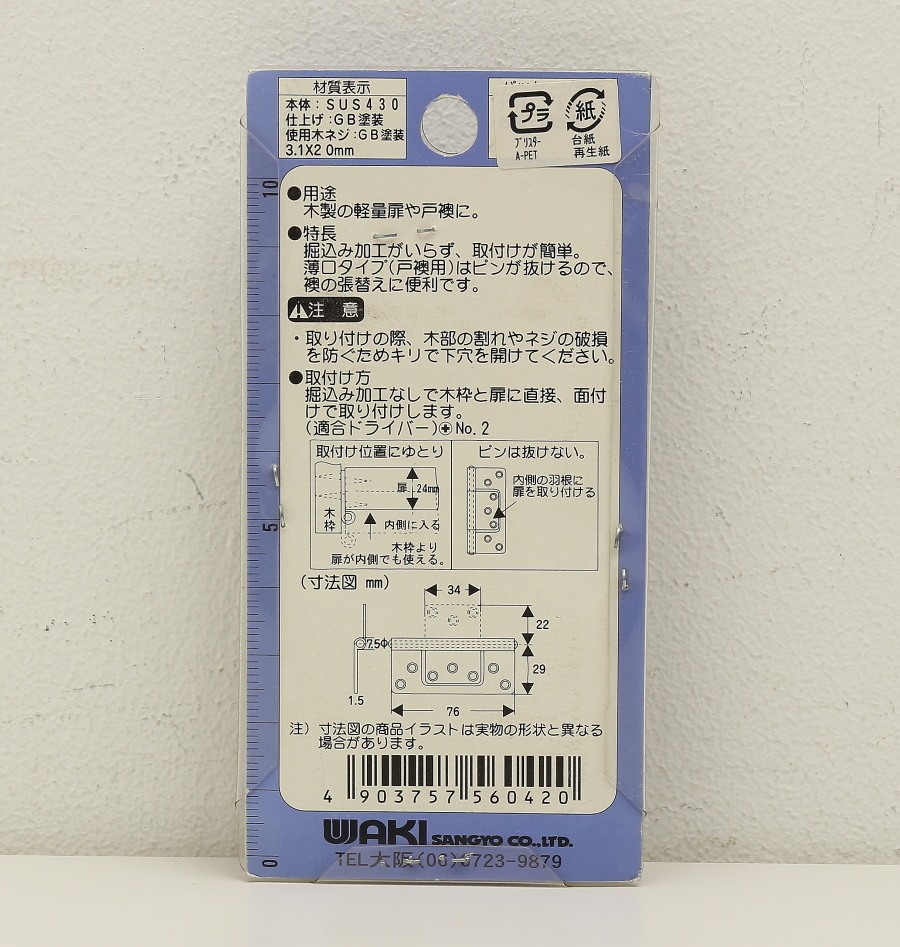 材質表示
本体：SUS430
仕上げ：GB塗装
使用木ネジ：GB塗装
3.1X20mm
プラ
紙
ブリスター
A-PET
台紙
再生紙
10
●用途
木製の軽量扉や戸襖に。
●特長
掘込み加工がいらず、取付けが簡単。
薄口タイプ(戸襖用)はピンが抜けるので、
襖の張替えに便利です。
注 意
・取り付けの際、木部の割れやネジの破損
を防ぐためキリで下穴を開けてください。
●取付け方
掘込み加工なしで木枠と扉に直接、面付
けで取り付けします。
(適合ドライバー)⊕No.2
取付け位置にゆとり
扉 24mm
木枠
内側に入る
木枠より
扉が内側でも使える。
ピンは抜けない。
内側の羽根に
扉を取り付ける
5
(寸法図 mm)
34
22
7.5Φ
29
1.5
76
注）寸法図の商品イラストは実物の形状と異なる
場合があります。
4 903757 560420
WAKI SANGYO CO.,LTD.
TEL大阪(06)6723-9879
0